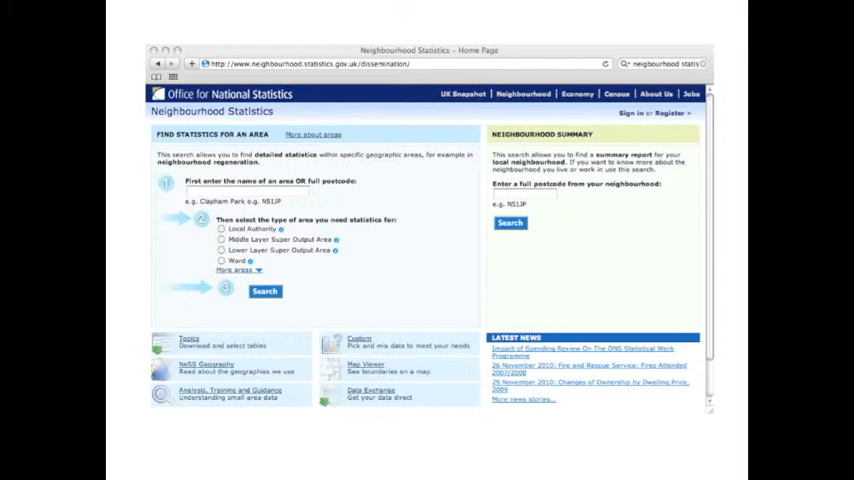 Neighbourhood Statistics - Home Page
http://www.neighbourhood.statistics.gov.uk/dissemination/
neigbourhood statis
Office for National Statistics
UK Snapshot | Neighbourhood | Economy | Census | About Us | Jobs
Neighbourhood Statistics
Sign in or Register >
FIND STATISTICS FOR AN AREA
More about areas
This search allows you to find detailed statistics within specific geographic areas, for example in
neighbourhood regeneration.
1
First enter the name of an area OR full postcode:
e.g. Clapham Park e.g. N51JP
2
Then select the type of area you need statistics for:
Local Authority
Middle Layer Super Output Area
Lower Layer Super Output Area
Ward
More areas
3
Search
NEIGHBOURHOOD SUMMARY
This search allows you to find a summary report for your
local neighbourhood. If you want to know more about the
neighbourhood you live or work in use this search.
Enter a full postcode from your neighbourhood:
e.g. N51JP
Search
Topics
Download and select tables
Custom
Pick and mix data to meet your needs
NeSS Geography
Read about the geographies we use
Map Viewer
See boundaries on a map
Analysis, Training and Guidance
Understanding small area data
Data Exchange
Get your data direct
LATEST NEWS
Impact of Spending Review On The ONS Statistical Work
Programme
26 November 2010: Fire and Rescue Service: Fires Attended
2007/2008
25 November 2010: Changes of Ownership by Dwelling Price,
2009
More news stories...